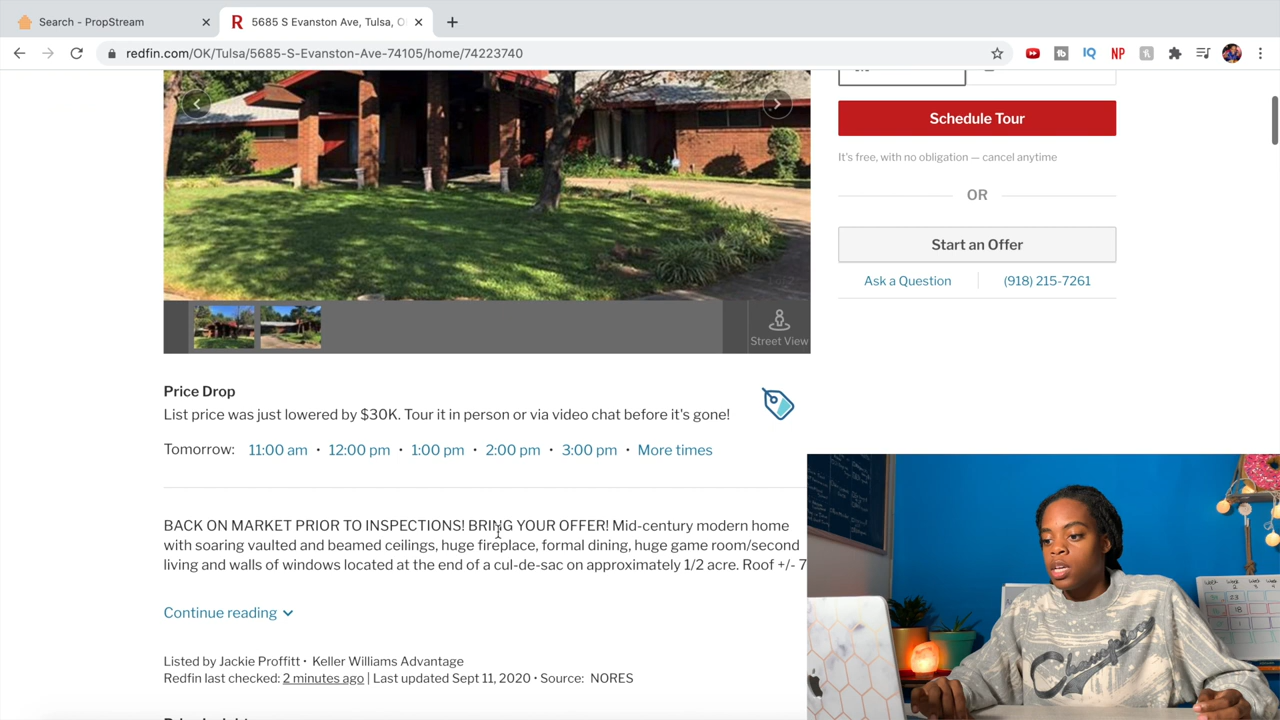 Search - PropStream
5685 S Evanston Ave, Tulsa, O
redfin.com/OK/Tulsa/5685-S-Evanston-Ave-74105/home/74223740
IQ
NP
Schedule Tour
It's free, with no obligation — cancel anytime
OR
Start an Offer
Ask a Question
(918) 215-7261
Street View
Price Drop
List price was just lowered by $30K. Tour it in person or via video chat before it's gone!
Tomorrow: 11:00 am • 12:00 pm • 1:00 pm • 2:00 pm • 3:00 pm • More times
BACK ON MARKET PRIOR TO INSPECTIONS! BRING YOUR OFFER! Mid-century modern home
with soaring vaulted and beamed ceilings, huge fireplace, formal dining, huge game room/second
living and walls of windows located at the end of a cul-de-sac on approximately 1/2 acre. Roof +/- 7
Continue reading
Listed by Jackie Proffitt • Keller Williams Advantage
Redfin last checked: 2 minutes ago | Last updated Sept 11, 2020 • Source: NORES
Champion